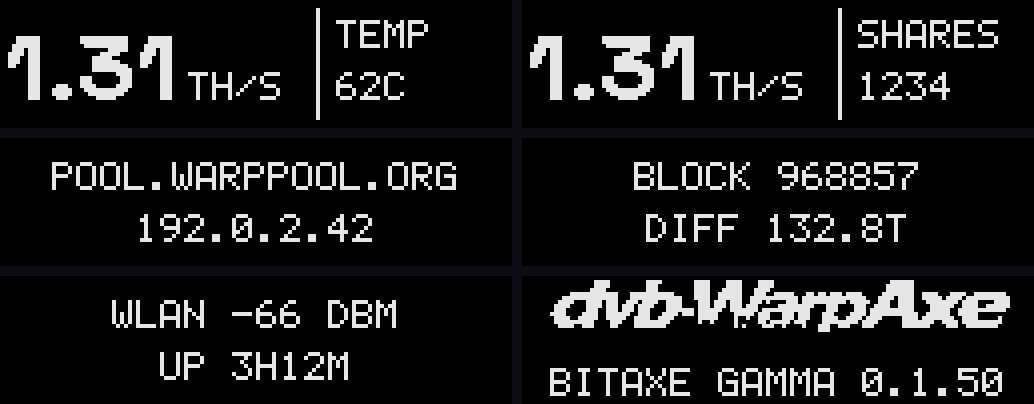 1.31 TH/S
TEMP
62C
1.31 TH/S
SHARES
1234
POOL.WARPPOOL.ORG
192.0.2.42
BLOCK 968857
DIFF 132.8T
WLAN -66 DBM
UP 3H12M
dvb-WarpAxe
BITAXE GAMMA 0.1.50